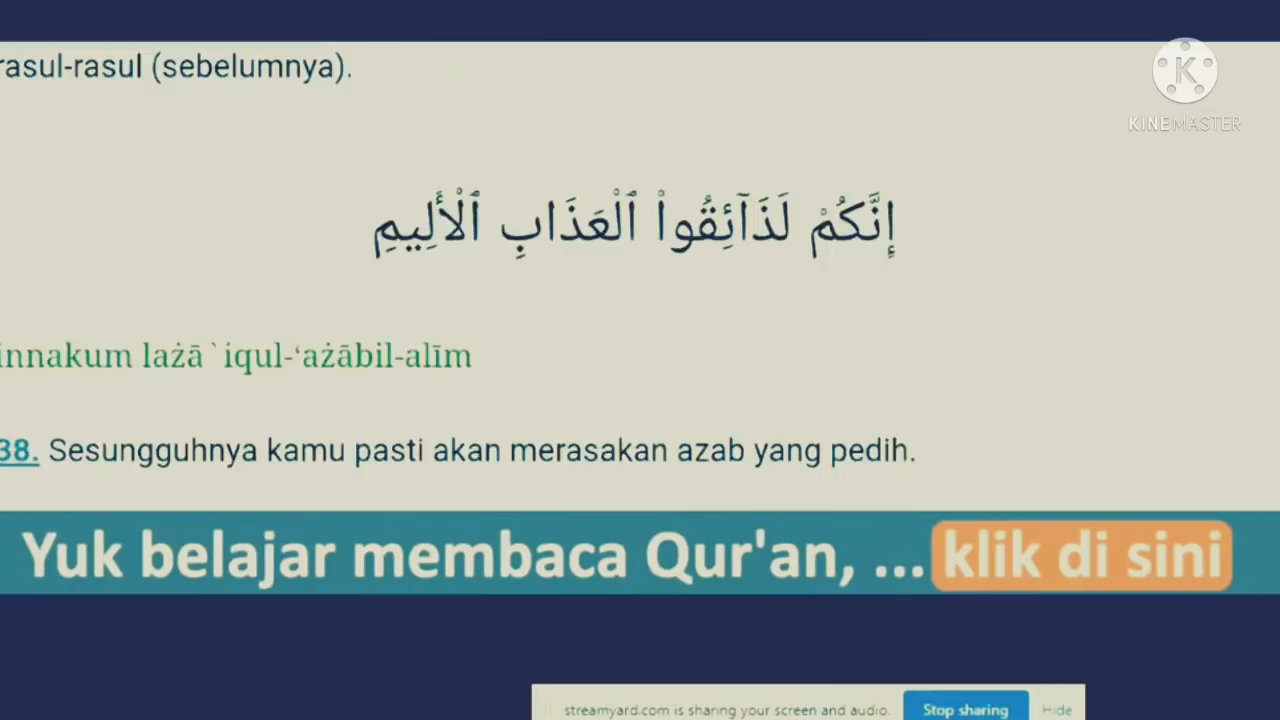 rasul-rasul (sebelumnya).
KINEMASTER
إِنَّكُمْ لَذَآئِقُوا۟ ٱلْعَذَابِ ٱلْأَلِيمِ
innakum lażā`iqul-‘ażābil-alīm
38. Sesungguhnya kamu pasti akan merasakan azab yang pedih.
Yuk belajar membaca Qur'an, ... klik di sini
streamyard.com is sharing your screen and audio. Stop sharing Hide